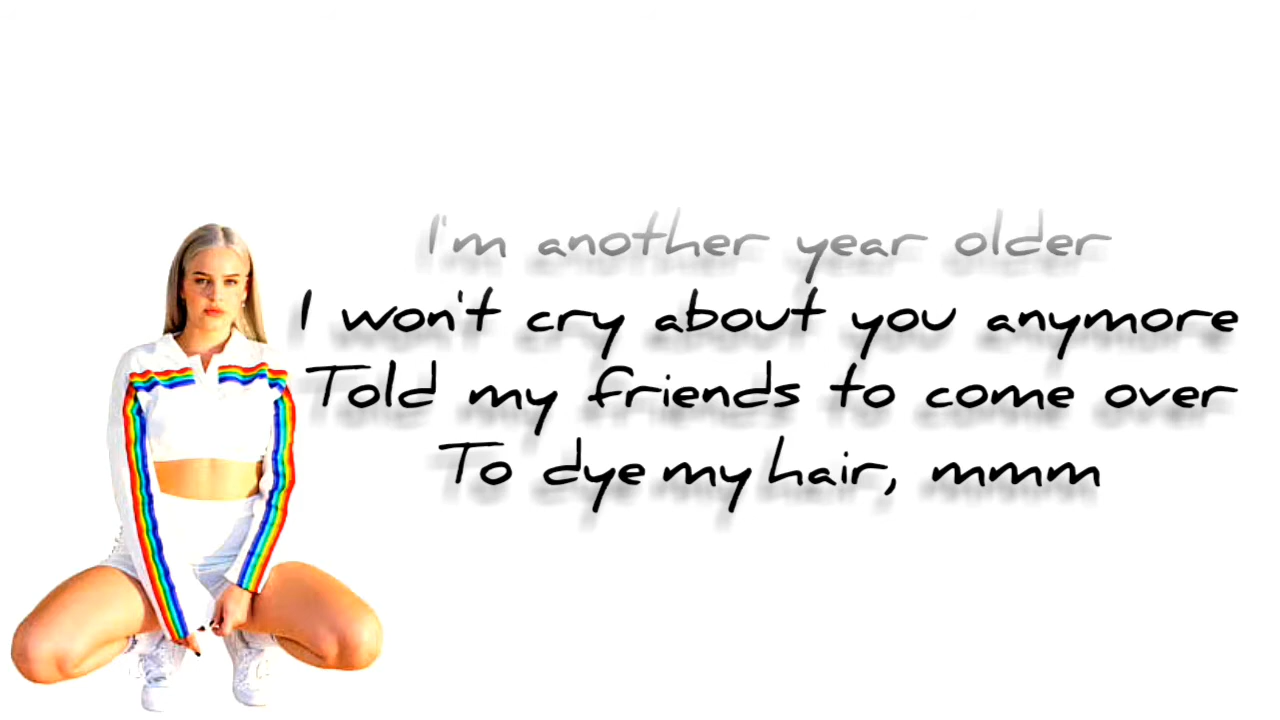 I'm another year older
I won't cry about you anymore
Told my friends to come over
To dye my hair, mmm